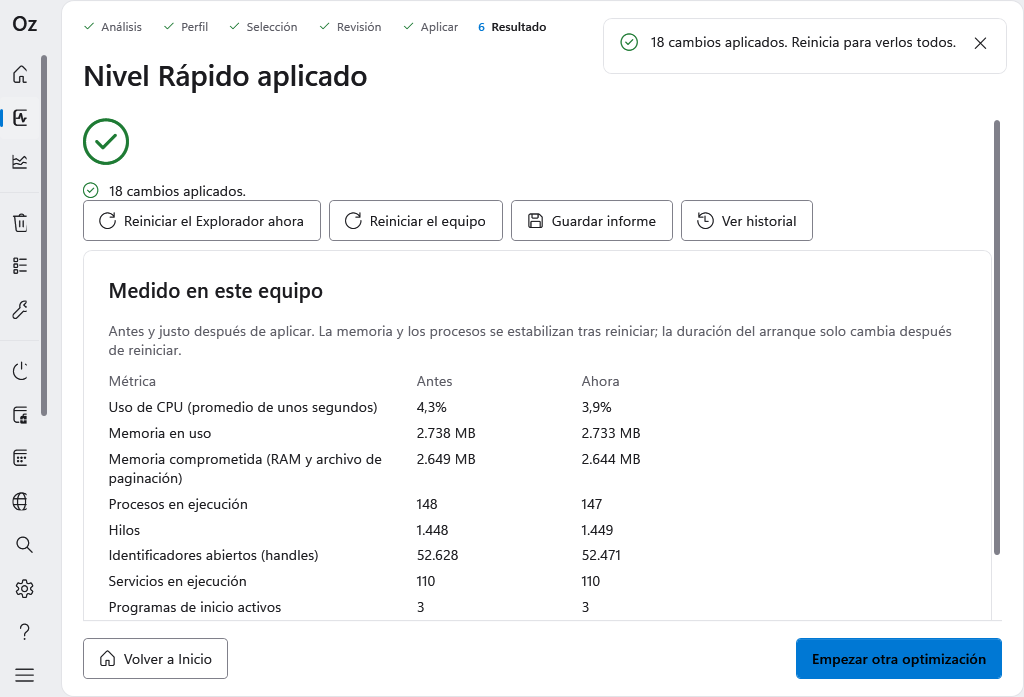 Oz
Análisis
Perfil
Selección
Revisión
Aplicar
6 Resultado
18 cambios aplicados. Reinicia para verlos todos.
Nivel Rápido aplicado
18 cambios aplicados.
Reiniciar el Explorador ahora
Reiniciar el equipo
Guardar informe
Ver historial
Medido en este equipo
Antes y justo después de aplicar. La memoria y los procesos se estabilizan tras reiniciar; la duración del arranque solo cambia después
de reiniciar.
Métrica Antes Ahora
Uso de CPU (promedio de unos segundos) 4,3% 3,9%
Memoria en uso 2.738 MB 2.733 MB
Memoria comprometida (RAM y archivo de 2.649 MB 2.644 MB
paginación)
Procesos en ejecución 148 147
Hilos 1.448 1.449
Identificadores abiertos (handles) 52.628 52.471
Servicios en ejecución 110 110
Programas de inicio activos 3 3
Volver a Inicio
Empezar otra optimización